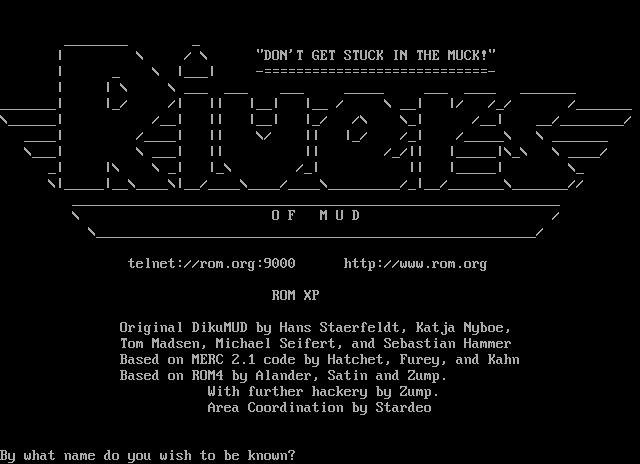 "DON'T GET STUCK IN THE MUCK!"
Rivers
OF MUD
telnet://rom.org:9000 http://www.rom.org
ROM XP
Original DikuMUD by Hans Staerfeldt, Katja Nyboe,
Tom Madsen, Michael Seifert, and Sebastian Hammer
Based on MERC 2.1 code by Hatchet, Furey, and Kahn
Based on ROM4 by Alander, Satin and Zump.
With further hackery by Zump.
Area Coordination by Stardeo
By what name do you wish to be known?